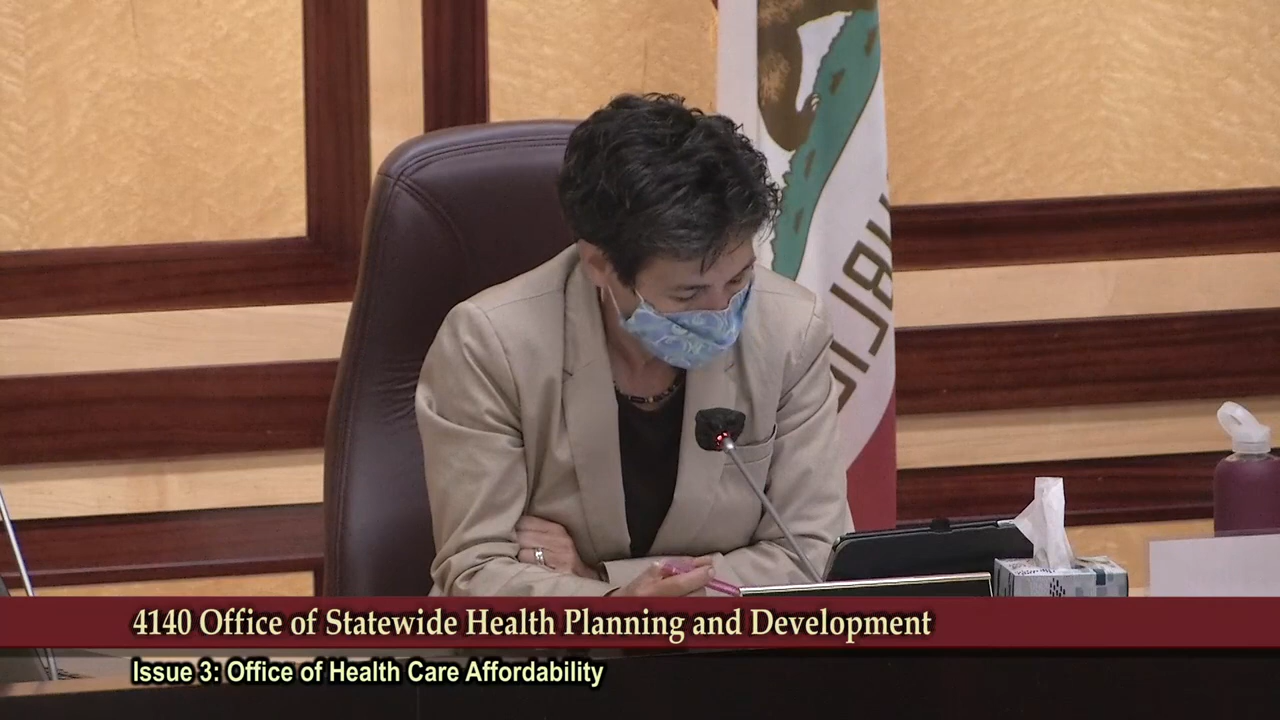 4140 Office of Statewide Health Planning and Development
Issue 3: Office of Health Care Affordability